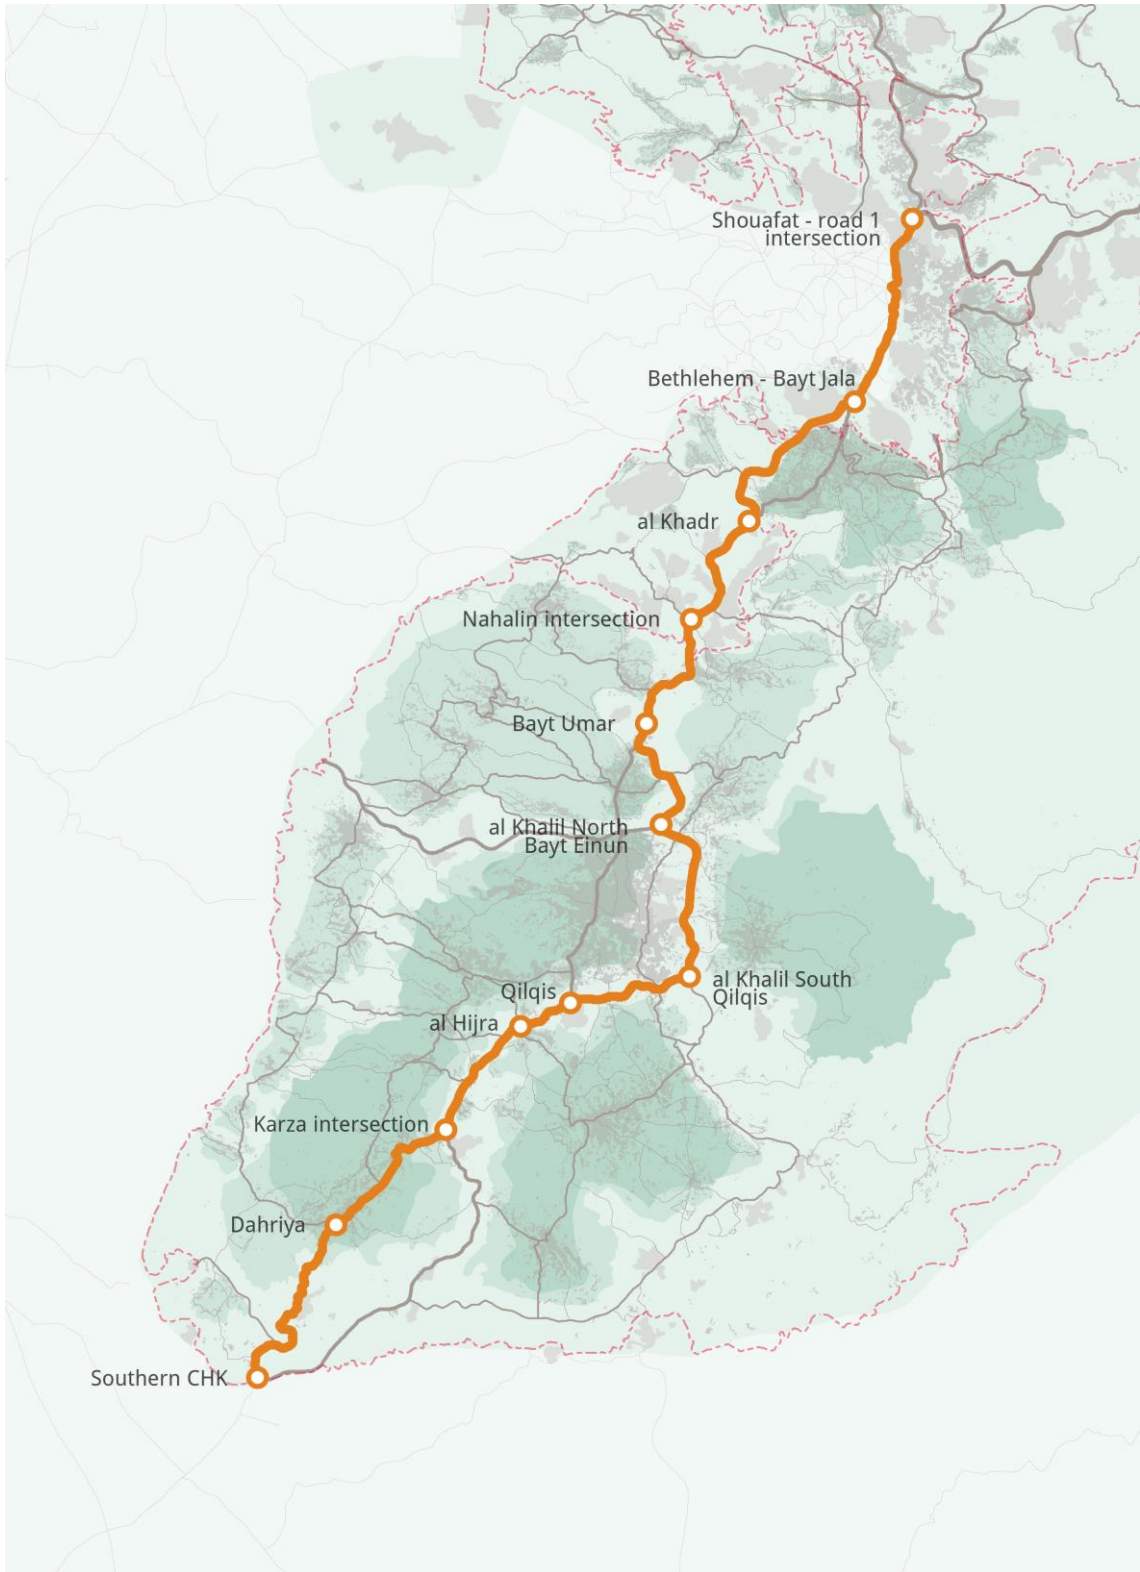 Shouafat - road 1
intersection
Bethlehem - Bayt Jala
al Khadr
Nahalin intersection
Bayt Umar
al Khalil North
Bayt Einun
al Khalil South
Qilqis
Qilqis
al Hijra
Karza intersection
Dahriya
Southern CHK